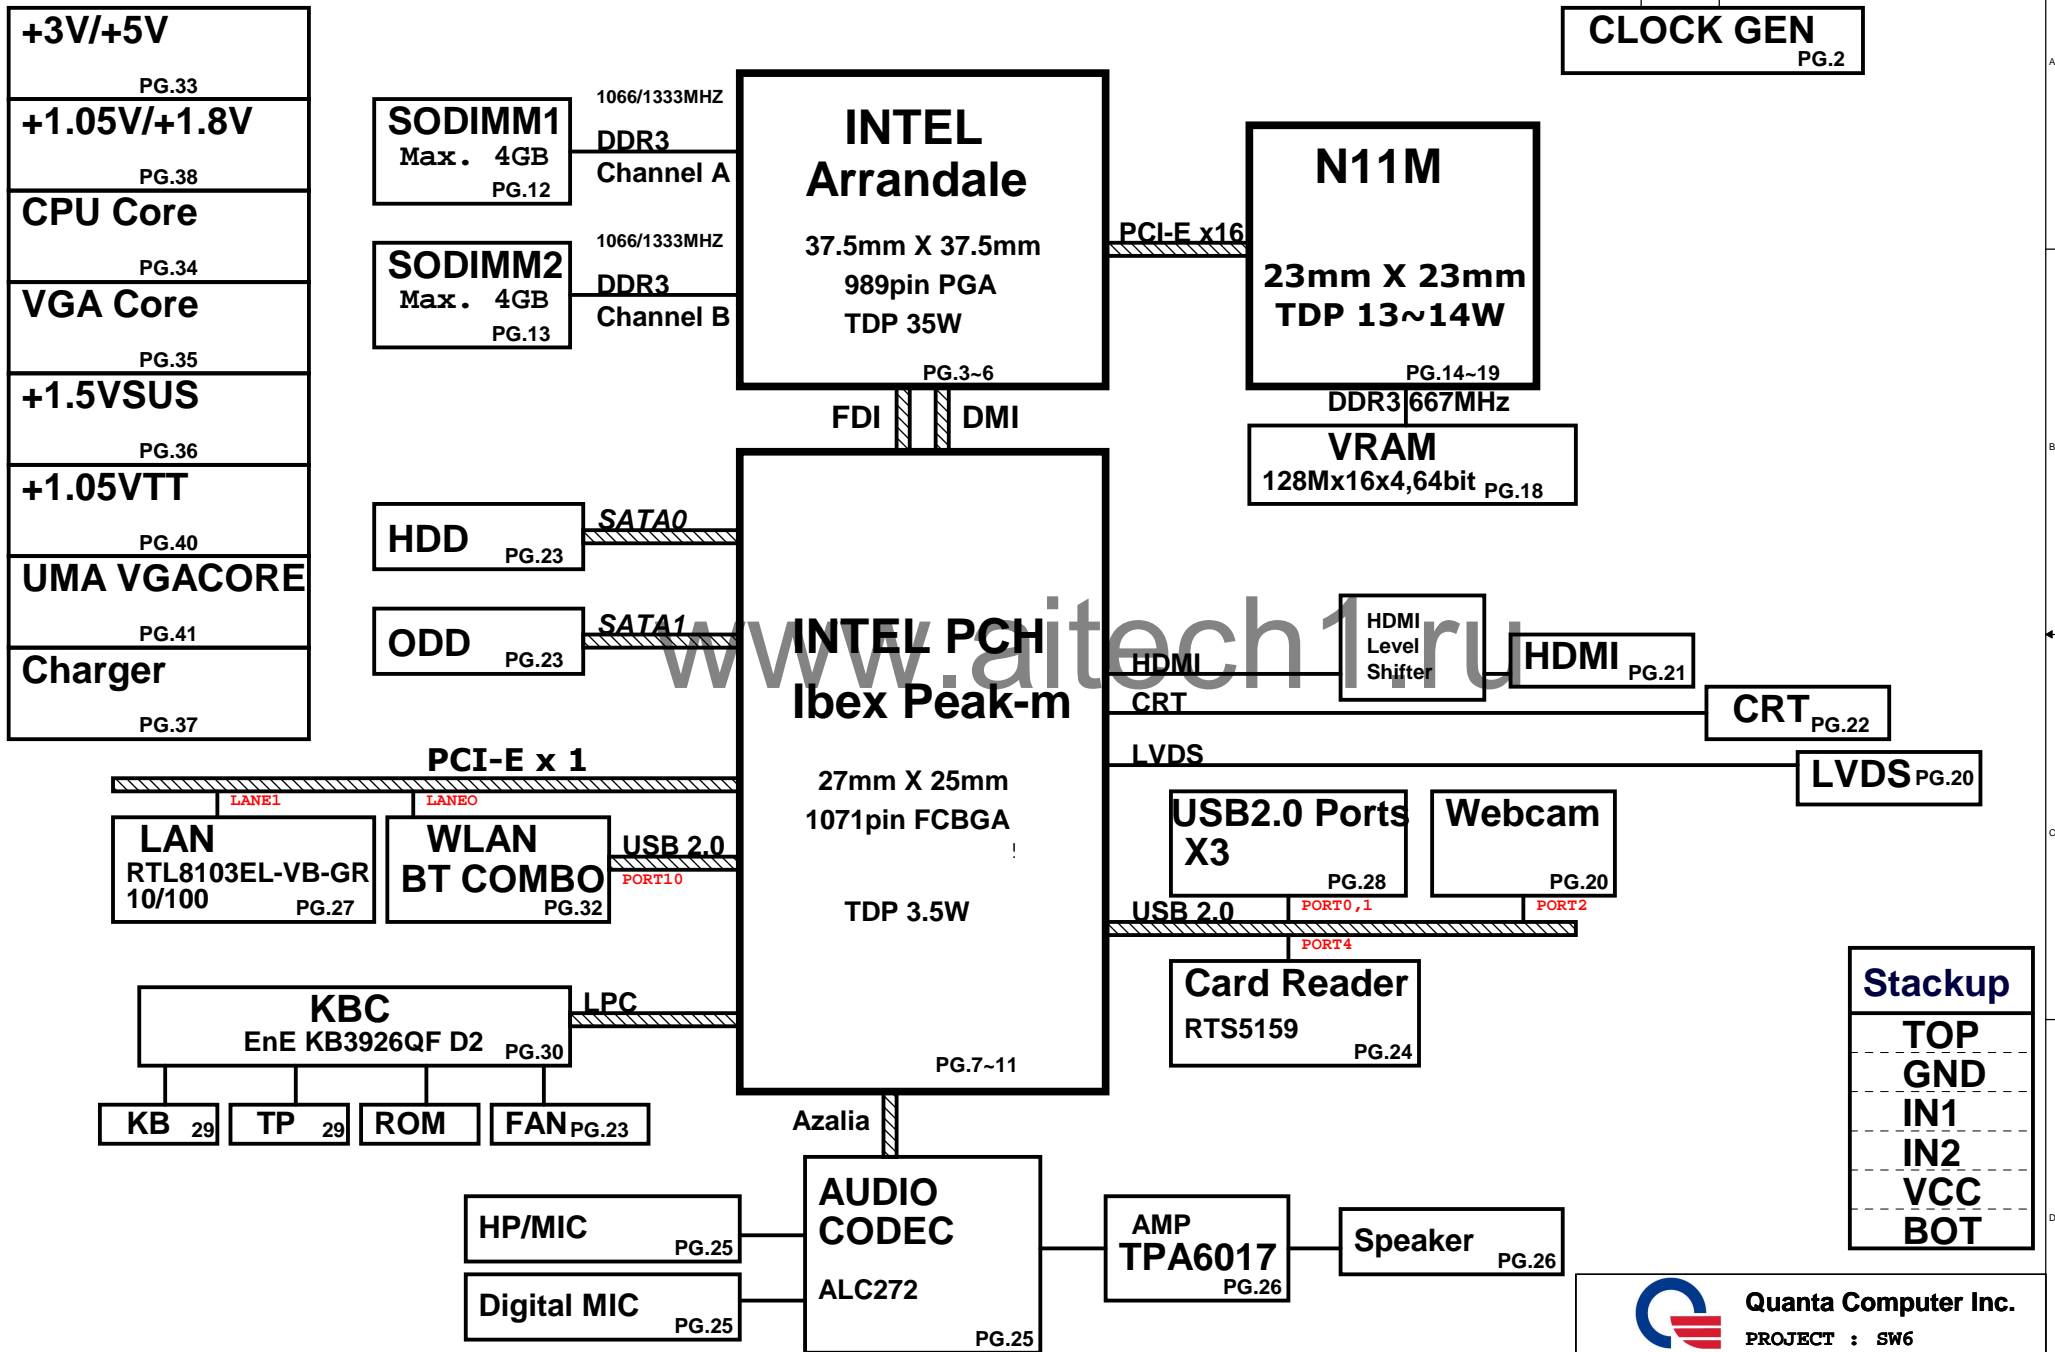 +3V/+5V
PG.33
+1.05V/+1.8V
PG.38
CPU Core
PG.34
VGA Core
PG.35
+1.5VSUS
PG.36
+1.05VTT
PG.40
UMA VGACORE
PG.41
Charger
PG.37
CLOCK GEN
PG.2
SODIMM1
Max. 4GB
PG.12
1066/1333MHZ
DDR3
Channel A
SODIMM2
Max. 4GB
PG.13
1066/1333MHZ
DDR3
Channel B
INTEL
Arrandale
37.5mm X 37.5mm
989pin PGA
TDP 35W
PG.3~6
PCI-E x16
N11M
23mm X 23mm
TDP 13~14W
PG.14~19
DDR3 667MHz
VRAM
128Mx16x4,64bit PG.18
FDI
DMI
HDD PG.23
SATA0
ODD PG.23
SATA1
www.aitech1.ru
INTEL PCH
Ibex Peak-m
27mm X 25mm
1071pin FCBGA
!
TDP 3.5W
PG.7~11
HDMI
HDMI
Level
Shifter
HDMI PG.21
CRT
CRT PG.22
LVDS
LVDS PG.20
PCI-E x 1
LANE1
LANE0
LAN
RTL8103EL-VB-GR
10/100 PG.27
WLAN
BT COMBO
PG.32
USB 2.0
PORT10
USB2.0 Ports
X3
PG.28
Webcam
PG.20
USB 2.0
PORT0,1
PORT2
PORT4
Card Reader
RTS5159
PG.24
KBC
EnE KB3926QF D2 PG.30
LPC
KB 29
TP 29
ROM
FAN PG.23
Azalia
AUDIO
CODEC
ALC272
PG.25
HP/MIC
PG.25
Digital MIC
PG.25
AMP
TPA6017
PG.26
Speaker
PG.26
Stackup
TOP
GND
IN1
IN2
VCC
BOT
A
B
C
D
Quanta Computer Inc.
PROJECT : SW6